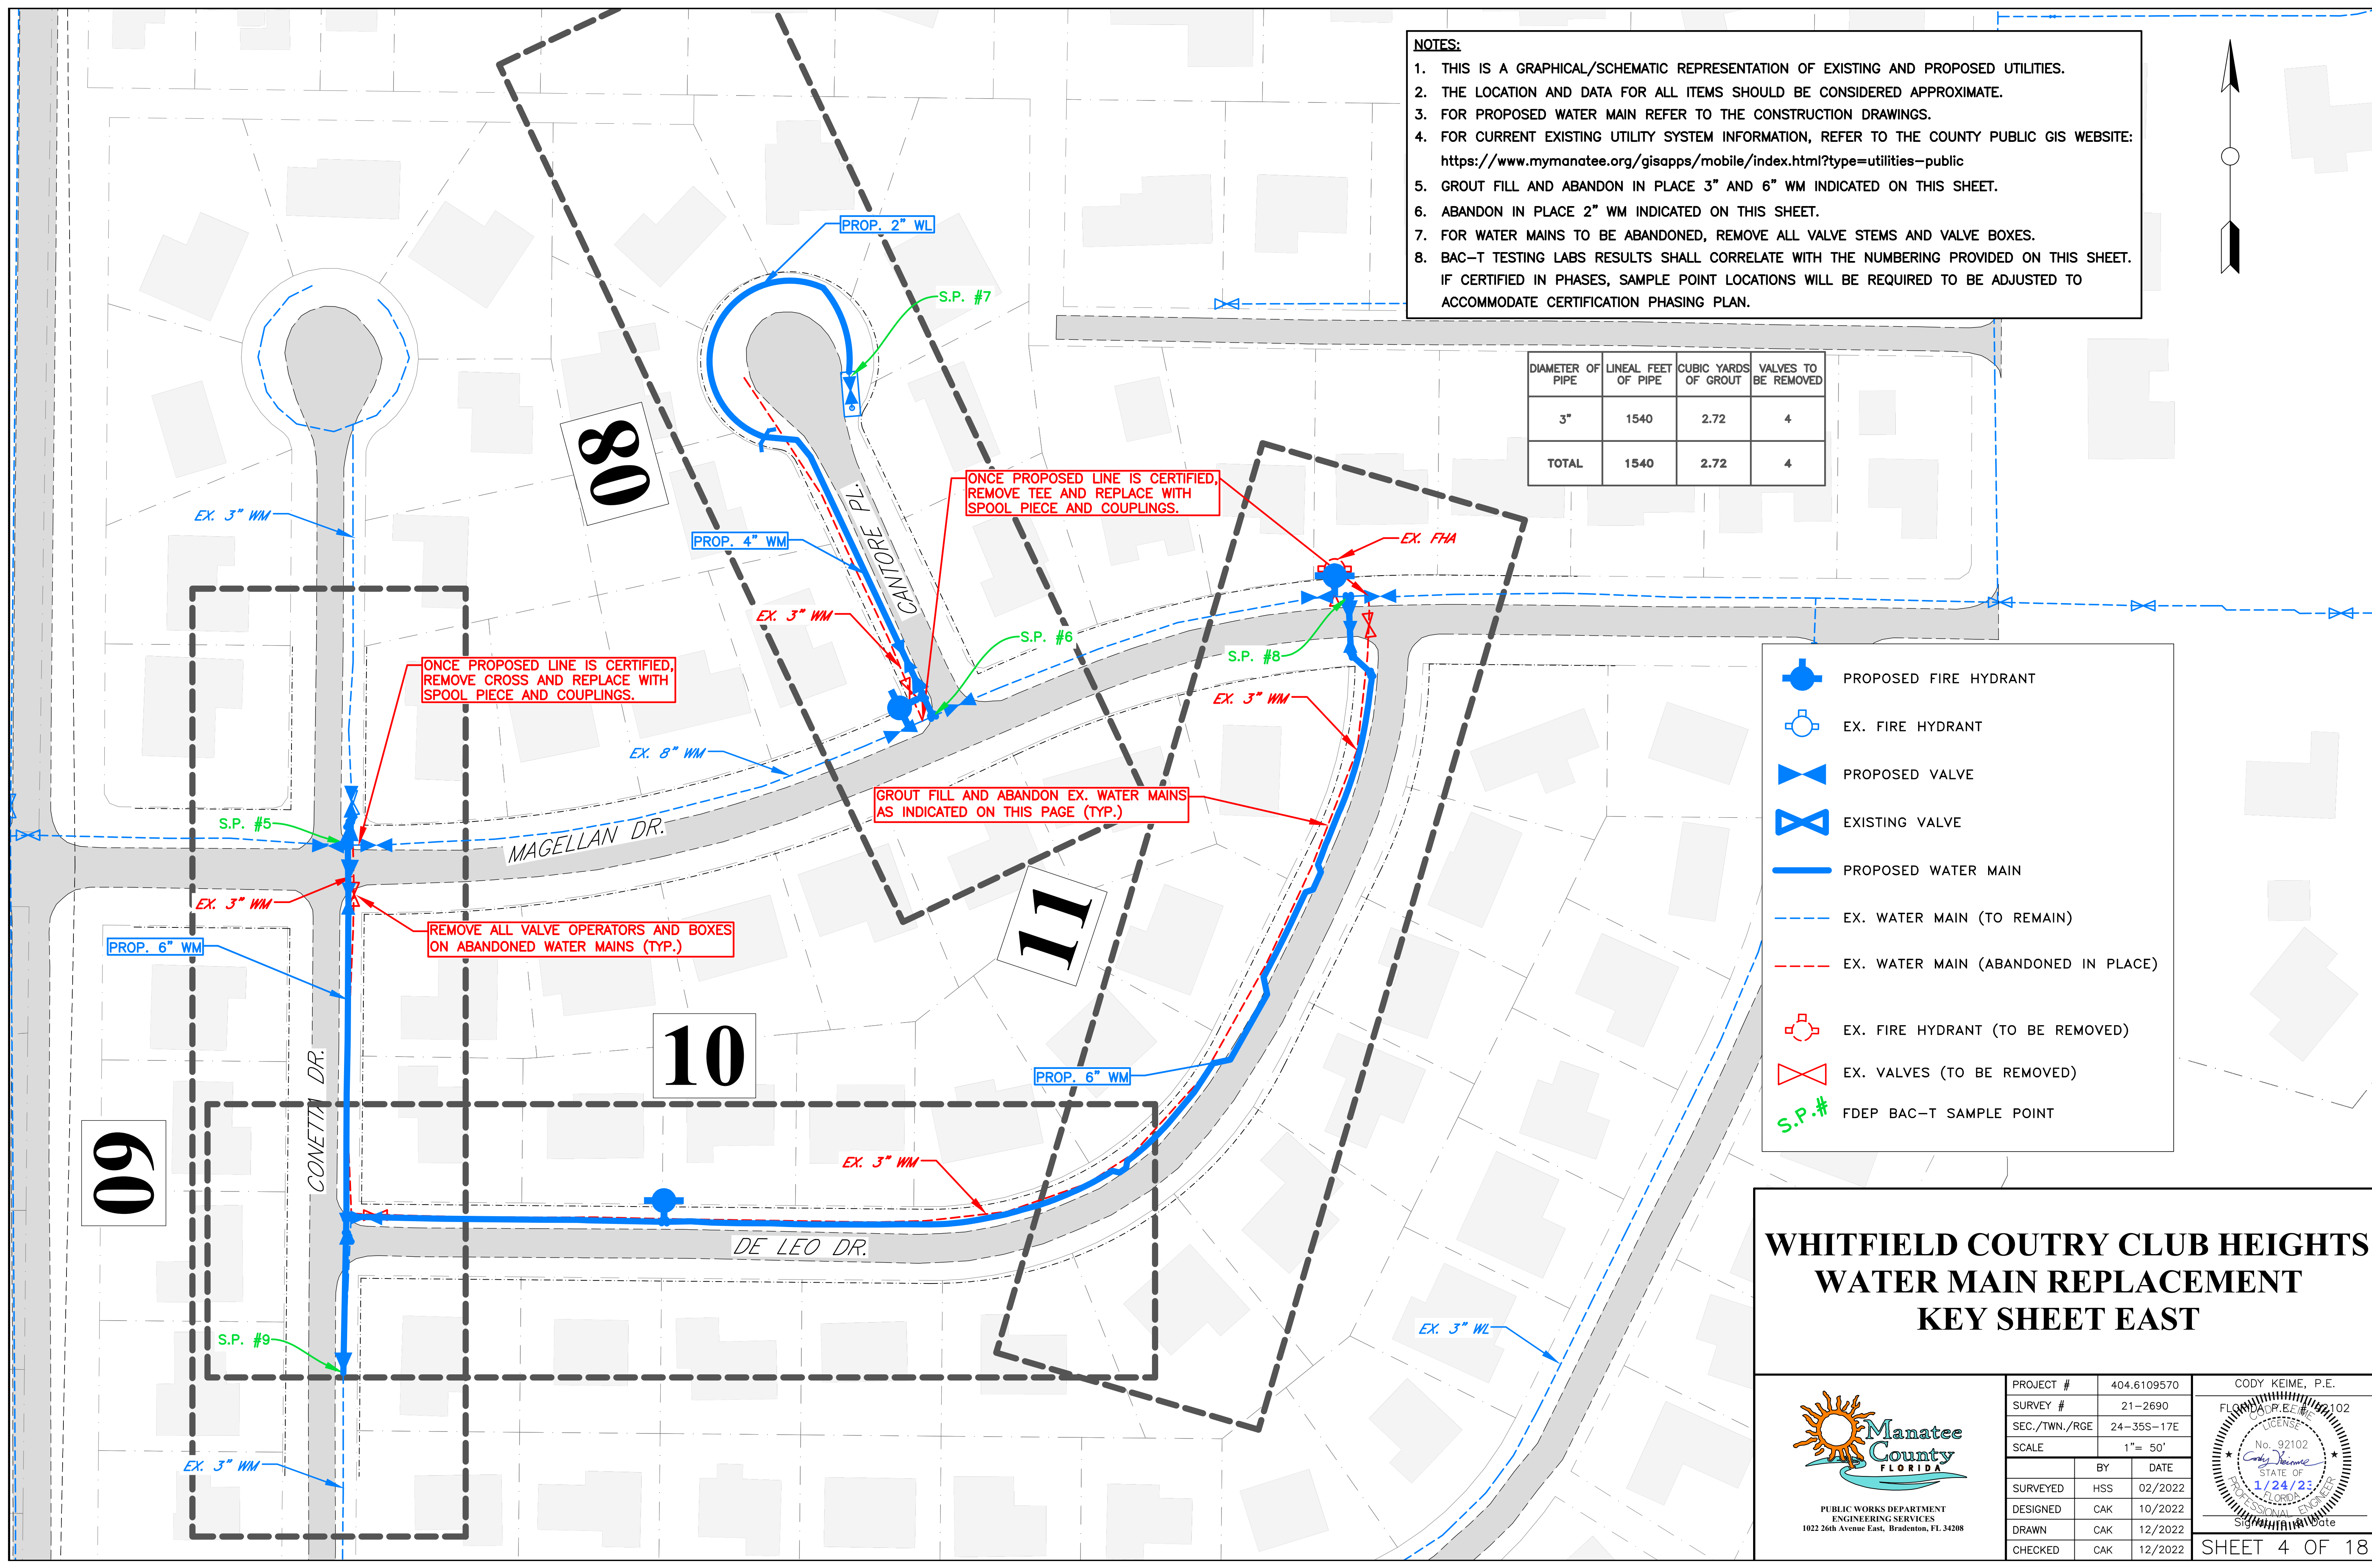 NOTES:
1. THIS IS A GRAPHICAL/SCHEMATIC REPRESENTATION OF EXISTING AND PROPOSED UTILITIES.
2. THE LOCATION AND DATA FOR ALL ITEMS SHOULD BE CONSIDERED APPROXIMATE.
3. FOR PROPOSED WATER MAIN REFER TO THE CONSTRUCTION DRAWINGS.
4. FOR CURRENT EXISTING UTILITY SYSTEM INFORMATION, REFER TO THE COUNTY PUBLIC GIS WEBSITE:
https://www.mymanatee.org/gisapps/mobile/index.html?type=utilities-public
5. GROUT FILL AND ABANDON IN PLACE 3" AND 6" WM INDICATED ON THIS SHEET.
6. ABANDON IN PLACE 2" WM INDICATED ON THIS SHEET.
7. FOR WATER MAINS TO BE ABANDONED, REMOVE ALL VALVE STEMS AND VALVE BOXES.
8. BAC-T TESTING LABS RESULTS SHALL CORRELATE WITH THE NUMBERING PROVIDED ON THIS SHEET.
IF CERTIFIED IN PHASES, SAMPLE POINT LOCATIONS WILL BE REQUIRED TO BE ADJUSTED TO
ACCOMMODATE CERTIFICATION PHASING PLAN.
DIAMETER OF PIPE LINEAL FEET OF PIPE CUBIC YARDS OF GROUT VALVES TO BE REMOVED
3" 1540 2.72 4
TOTAL 1540 2.72 4
PROP. 2" WL
S.P. #7
08
EX. 3" WM
PROP. 4" WM
CANTORE PL.
ONCE PROPOSED LINE IS CERTIFIED,
REMOVE TEE AND REPLACE WITH
SPOOL PIECE AND COUPLINGS.
EX. FHA
EX. 3" WM
S.P. #6
S.P. #8
ONCE PROPOSED LINE IS CERTIFIED,
REMOVE CROSS AND REPLACE WITH
SPOOL PIECE AND COUPLINGS.
EX. 3" WM
EX. 8" WM
GROUT FILL AND ABANDON EX. WATER MAINS
AS INDICATED ON THIS PAGE (TYP.)
S.P. #5
MAGELLAN DR.
EX. 3" WM
11
REMOVE ALL VALVE OPERATORS AND BOXES
ON ABANDONED WATER MAINS (TYP.)
PROP. 6" WM
10
CONETTA DR.
PROP. 6" WM
09
EX. 3" WM
DE LEO DR.
S.P. #9
EX. 3" WL
EX. 3" WM
PROPOSED FIRE HYDRANT
EX. FIRE HYDRANT
PROPOSED VALVE
EXISTING VALVE
PROPOSED WATER MAIN
EX. WATER MAIN (TO REMAIN)
EX. WATER MAIN (ABANDONED IN PLACE)
EX. FIRE HYDRANT (TO BE REMOVED)
EX. VALVES (TO BE REMOVED)
S.P.# FDEP BAC-T SAMPLE POINT
WHITFIELD COUTRY CLUB HEIGHTS
WATER MAIN REPLACEMENT
KEY SHEET EAST
Manatee
County
FLORIDA
PUBLIC WORKS DEPARTMENT
ENGINEERING SERVICES
1022 26th Avenue East, Bradenton, FL 34208
PROJECT # 404.6109570
SURVEY # 21-2690
SEC./TWN./RGE 24-35S-17E
SCALE 1"= 50'
BY DATE
SURVEYED HSS 02/2022
DESIGNED CAK 10/2022
DRAWN CAK 12/2022
CHECKED CAK 12/2022
CODY KEIME, P.E.
FLORIDA P.E. # 92102
CODY KEIME
LICENSE
No. 92102
Cody Keime
STATE OF
1/24/23
FLORIDA
PROFESSIONAL ENGINEER
Signature & Date
SHEET 4 OF 18